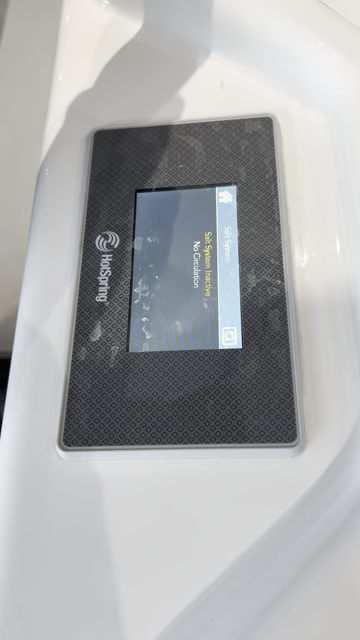 Salt System
Salt System Inactive
No Circulation
HotSpring